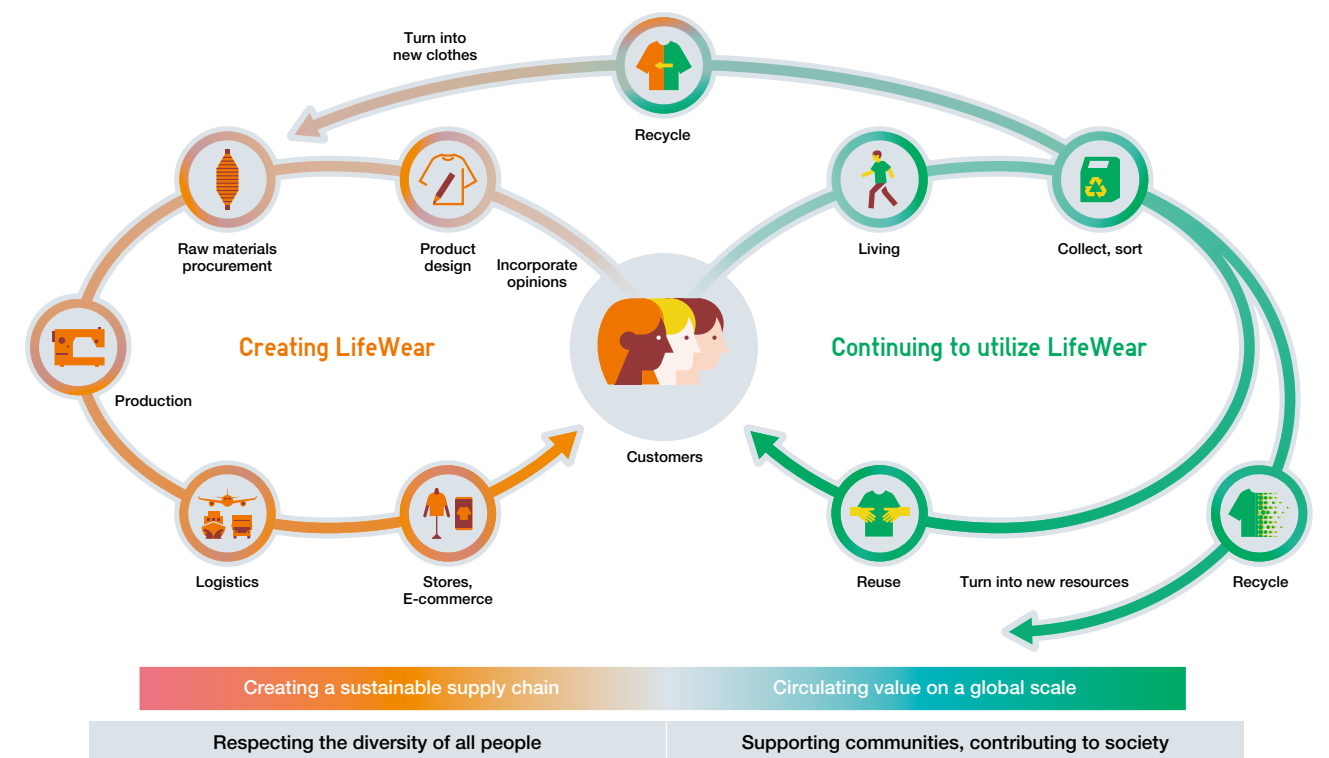 Turn into
new clothes
Recycle
Raw materials
procurement
Product
design
Incorporate
opinions
Living
Collect, sort
Creating LifeWear
Continuing to utilize LifeWear
Production
Customers
Logistics
Stores,
E-commerce
Reuse
Turn into new resources
Recycle
Creating a sustainable supply chain
Circulating value on a global scale
Respecting the diversity of all people
Supporting communities, contributing to society